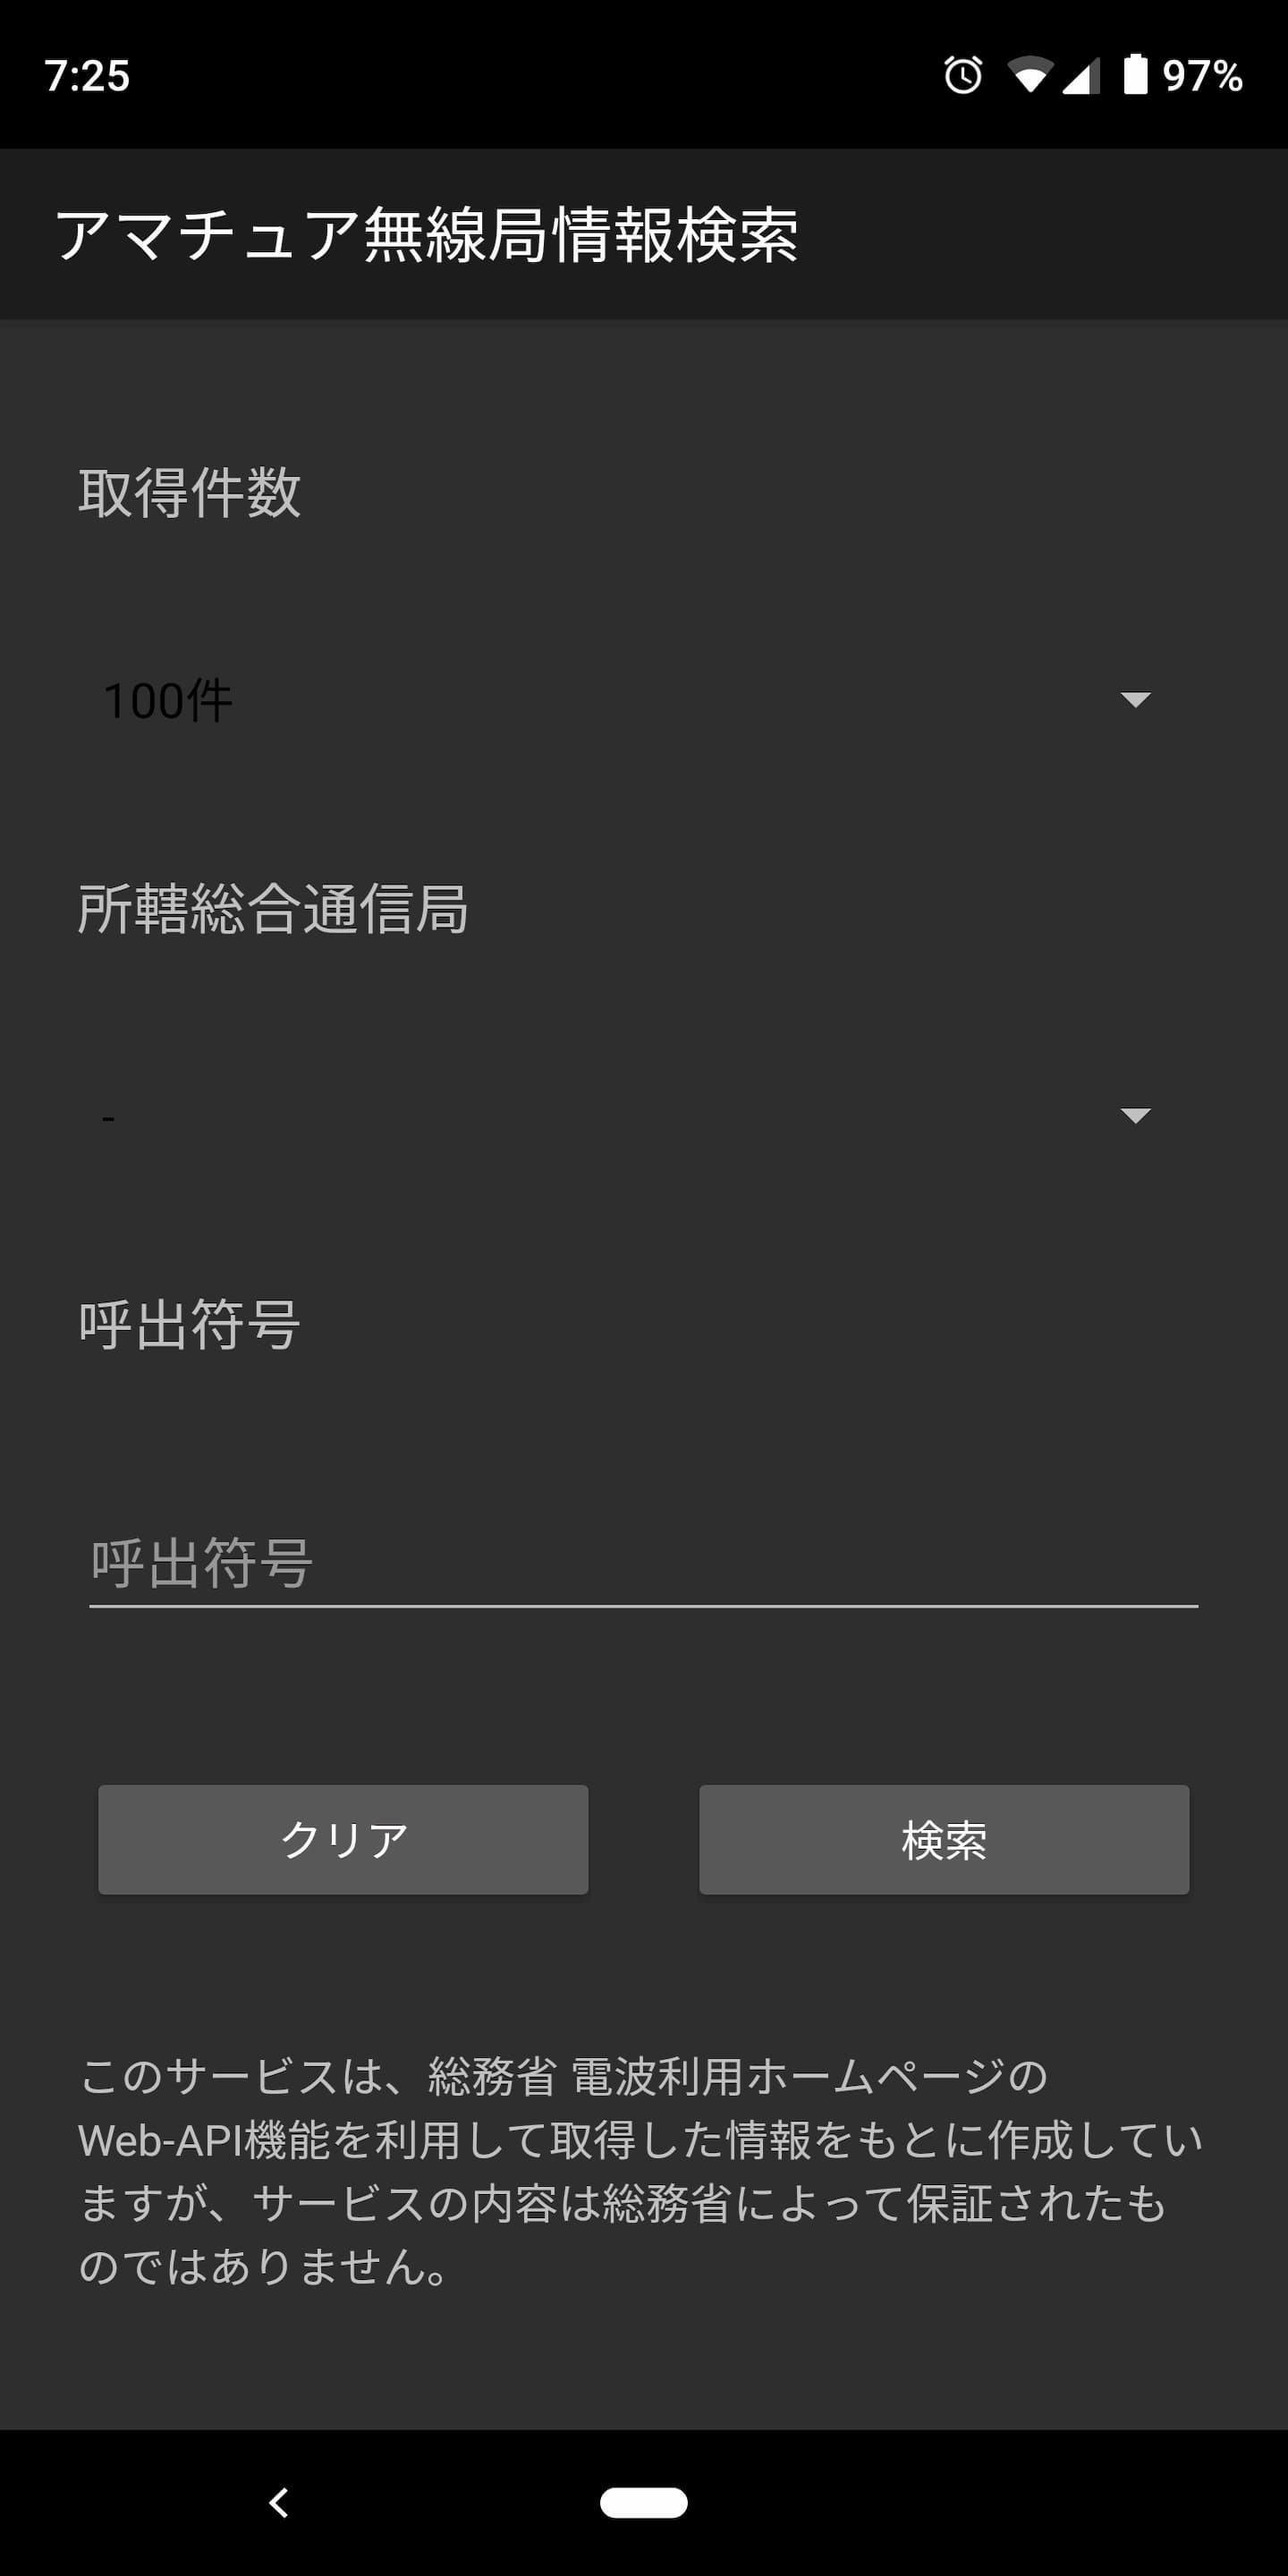 7:25 97%
アマチュア無線局情報検索
取得件数
100件
所轄総合通信局
-
呼出符号
呼出符号
クリア 検索
このサービスは、総務省 電波利用ホームページの
Web-API機能を利用して取得した情報をもとに作成してい
ますが、サービスの内容は総務省によって保証されたも
のではありません。